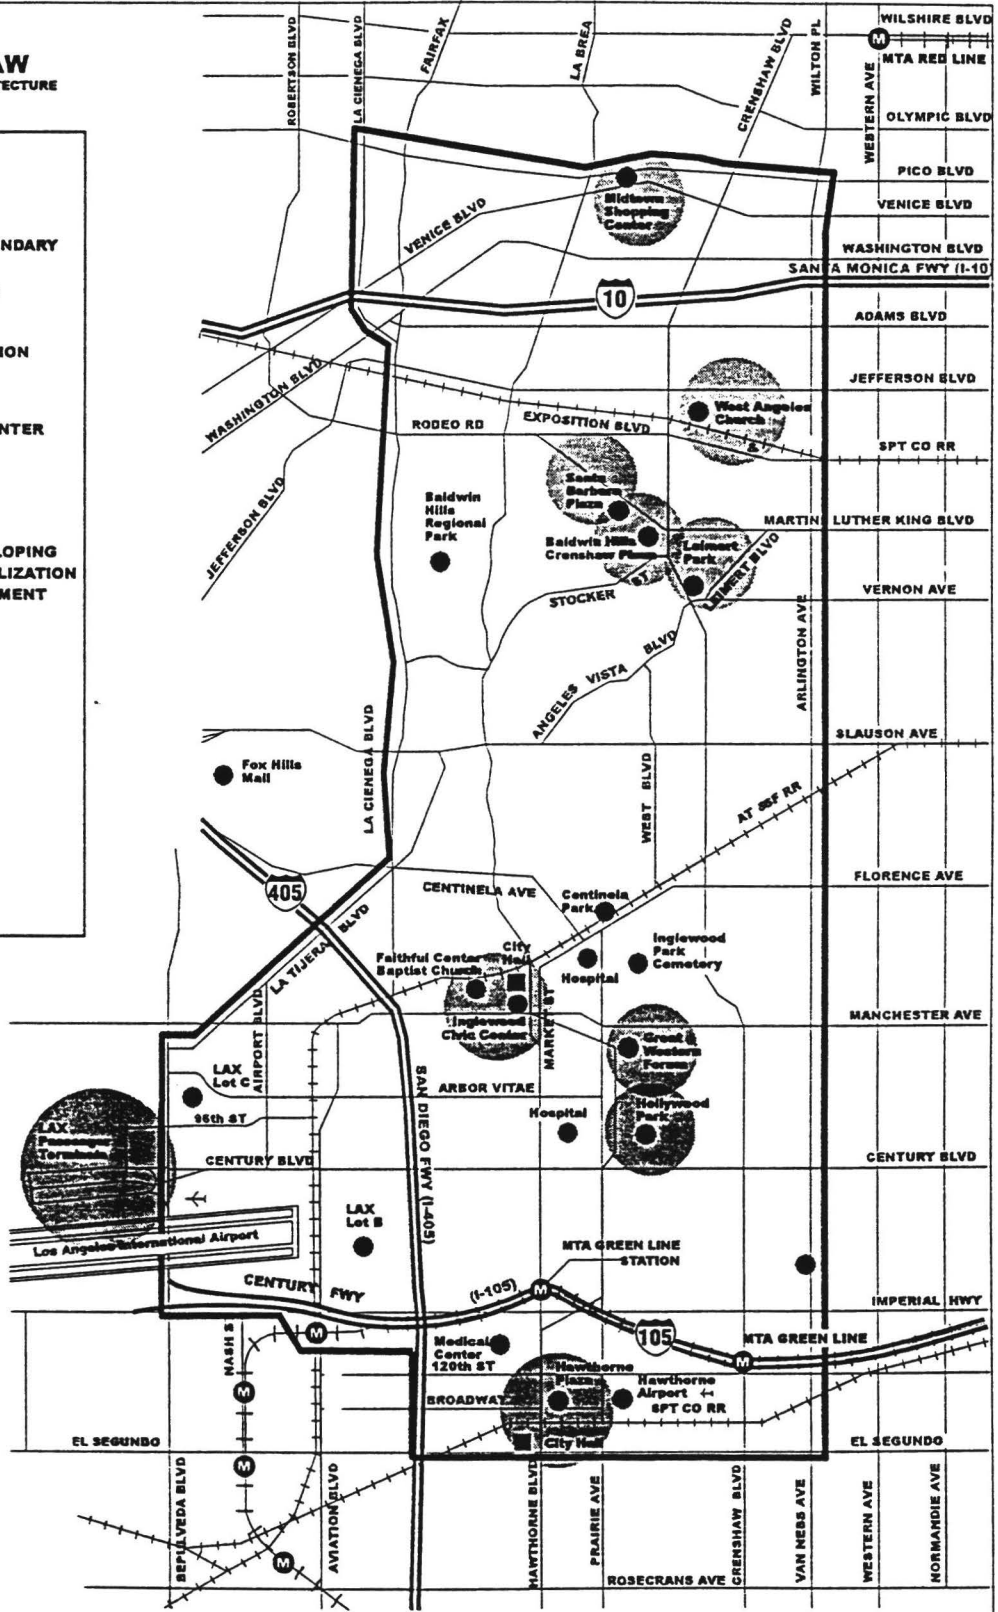 AW
TECTURE
NDARY
ION
NTER
LOPING
LIZATION
MENT
ROBERTSON BLVD
LA CIENEGA BLVD
FAIRFAX
LA BREA
CRENSHAW BLVD
WILTON PL
WESTERN AVE
WILSHIRE BLVD
M
MTA RED LINE
OLYMPIC BLVD
PICO BLVD
Midtown
Shopping
Center
VENICE BLVD
VENICE BLVD
WASHINGTON BLVD
SANTA MONICA FWY (I-10)
10
ADAMS BLVD
JEFFERSON BLVD
WASHINGTON BLVD
West Angeles
Church
RODEO RD
EXPOSITION BLVD
SPT CO RR
JEFFERSON BLVD
Santa
Barbara
Plaza
Baldwin
Hills
Regional
Park
MARTIN LUTHER KING BLVD
Baldwin Hills
Crenshaw Plaza
Leimert
Park
LEIMERT BLVD
STOCKER ST
VERNON AVE
ARLINGTON AVE
ANGELES VISTA BLVD
LA CIENEGA BLVD
SLAUSON AVE
Fox Hills
Mall
WEST BLVD
AT SSF RR
405
CENTINELA AVE
FLORENCE AVE
Centinela
Park
LA TIJERA BLVD
Faithful Center
Baptist Church
City
Hall
Hospital
Inglewood
Park
Cemetery
Inglewood
Civic Center
MARKET ST
AIRPORT BLVD
MANCHESTER AVE
Great
Western
Forum
LAX
Lot C
ARBOR VITAE
SAN DIEGO FWY (I-405)
Hollywood
Park
Hospital
96th ST
LAX
Passenger
Terminals
CENTURY BLVD
CENTURY BLVD
LAX
Lot B
Los Angeles International Airport
MTA GREEN LINE
STATION
CENTURY FWY
(I-105)
M
IMPERIAL HWY
105
MTA GREEN LINE
M
M
NASH ST
Medical
Center
120th ST
Hawthorne
Plaza
Hawthorne
Airport
M
BROADWAY
SPT CO RR
EL SEGUNDO
City Hall
EL SEGUNDO
M
SEPULVEDA BLVD
AVIATION BLVD
HAWTHORNE BLVD
PRAIRIE AVE
CRENSHAW BLVD
VAN NESS AVE
WESTERN AVE
NORMANDIE AVE
M
ROSECRANS AVE